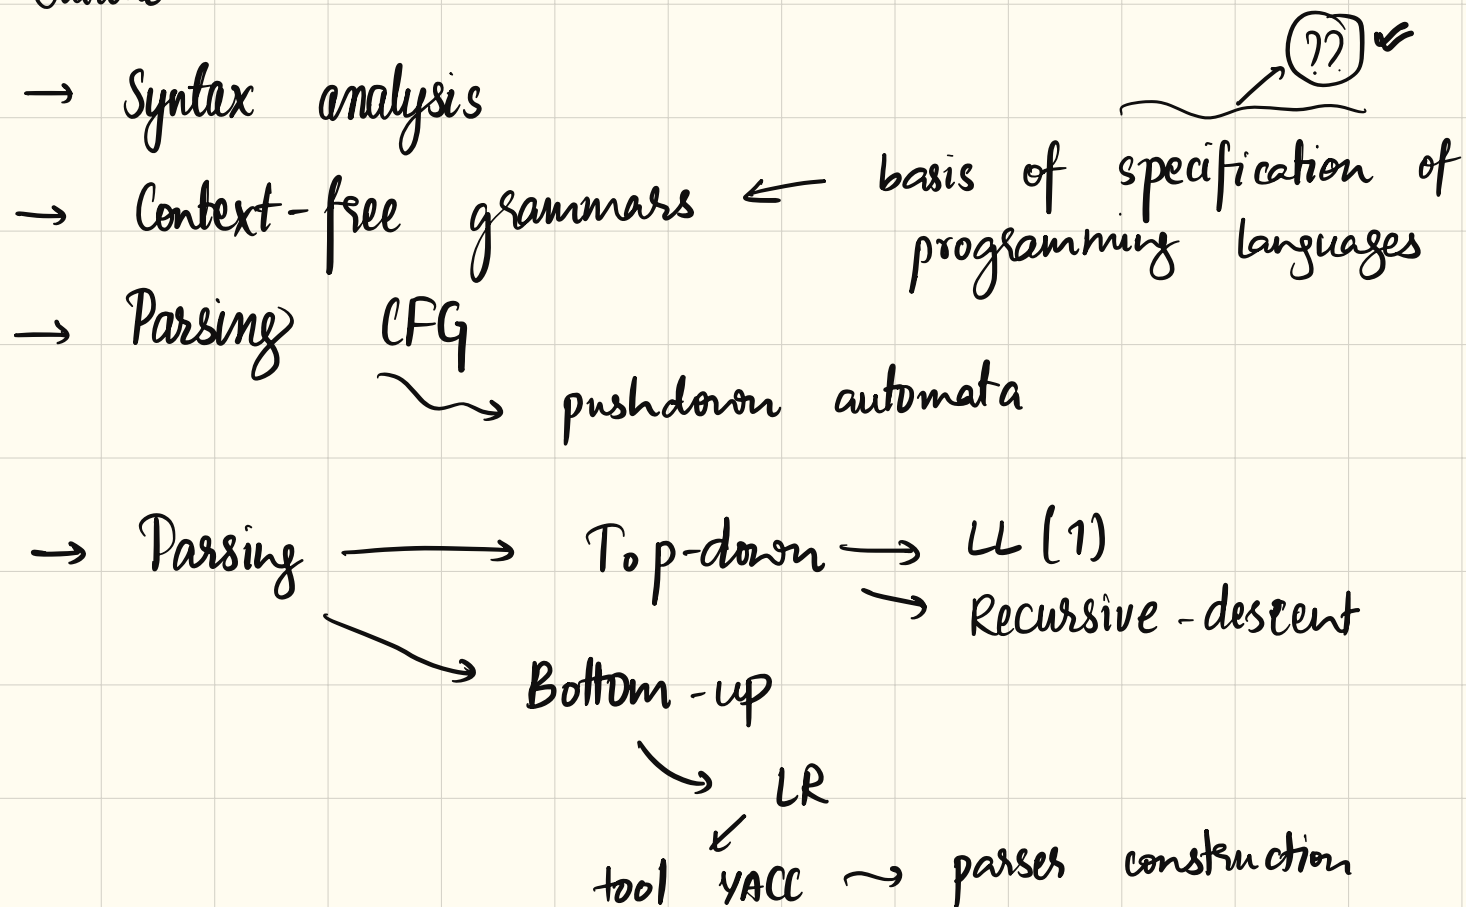 ??
→ Syntax analysis
→ Context-free grammars ← basis of specification of
programming languages
→ Parsing CFG
→ pushdown automata
→ Parsing → Top-down → LL (1)
→ Recursive-descent
→ Bottom-up
→ LR
tool YACC → parses construction